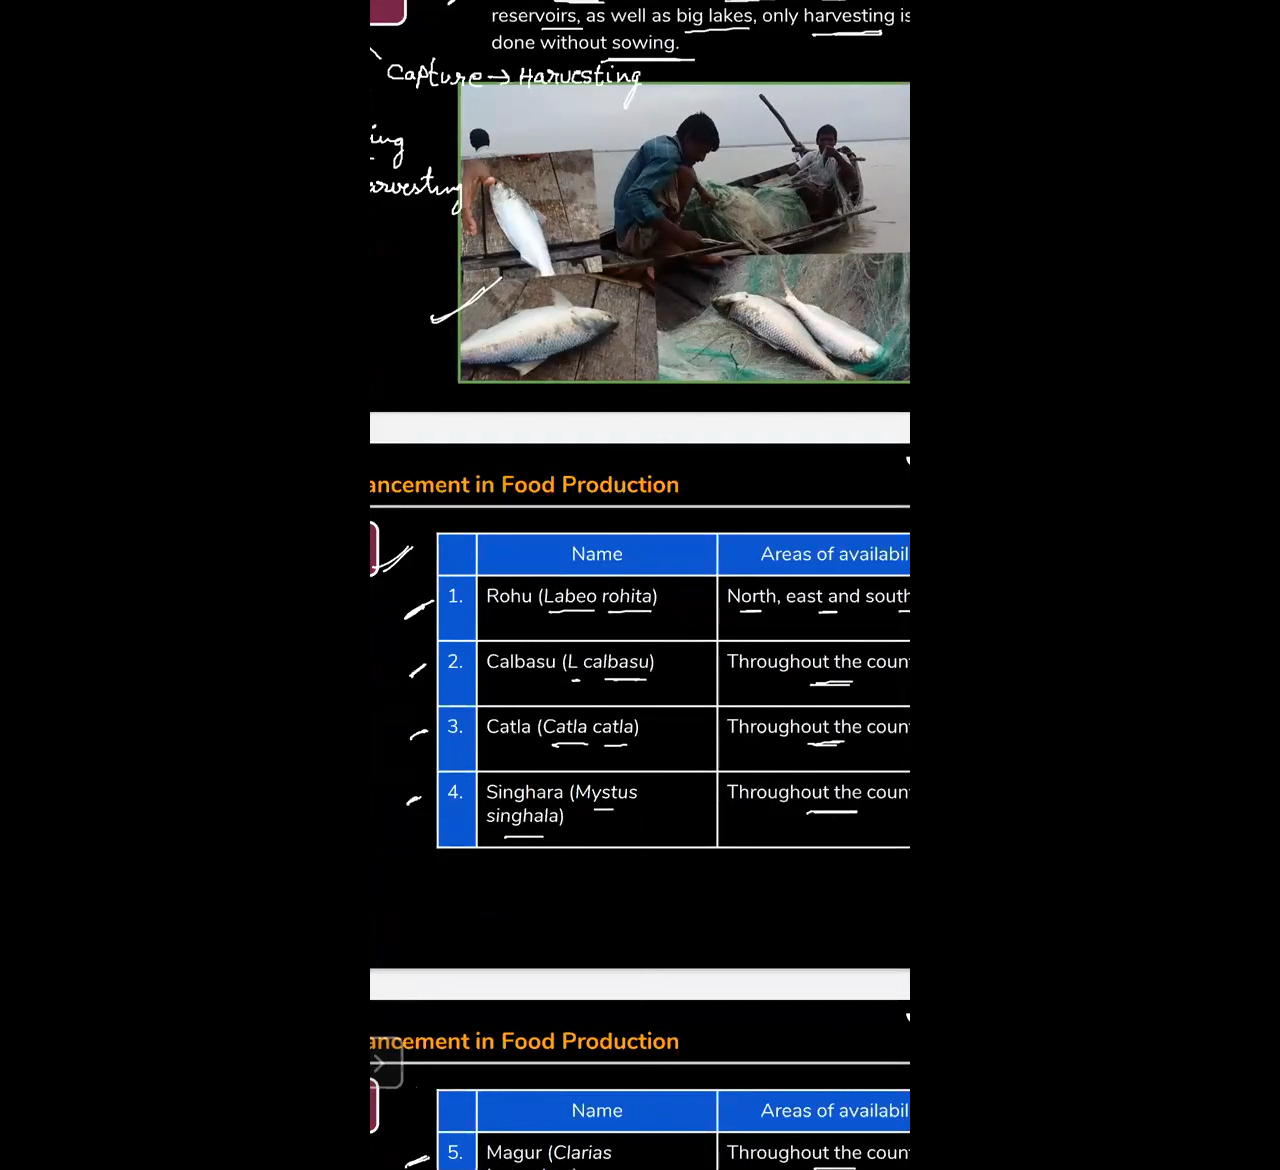 reservoirs, as well as big lakes, only harvesting is
done without sowing.
Capture → Harvesting
ing
arvesting
ancement in Food Production
Name Areas of availabil
1. Rohu (Labeo rohita) North, east and south
2. Calbasu (L calbasu) Throughout the coun
3. Catla (Catla catla) Throughout the coun
4. Singhara (Mystus Throughout the coun
singhala)
ancement in Food Production
Name Areas of availabil
5. Magur (Clarias Throughout the coun